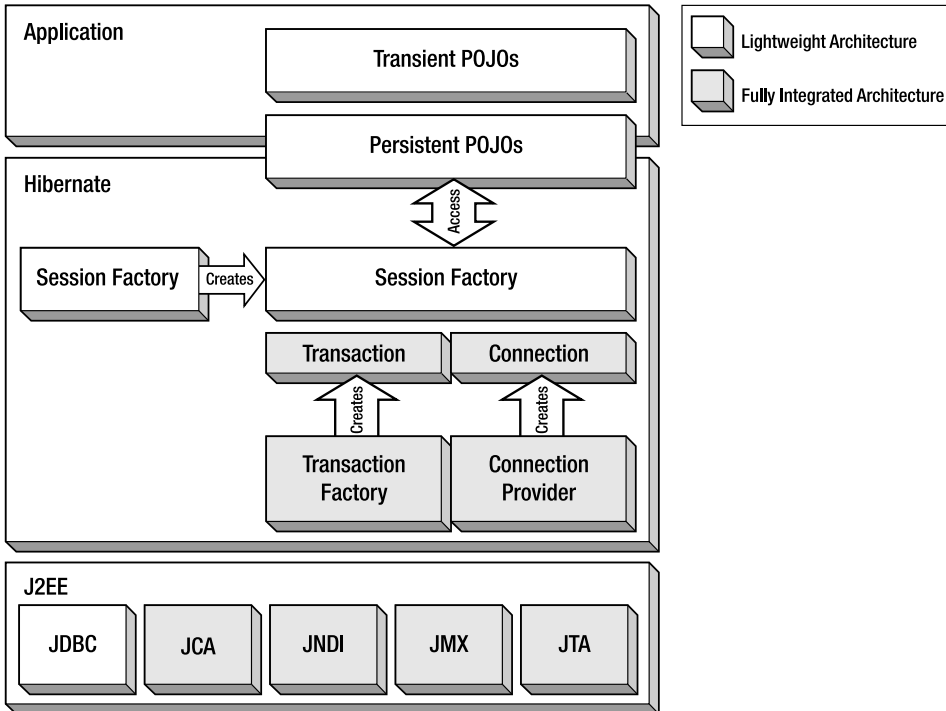 Application
Transient POJOs
Persistent POJOs
Lightweight Architecture
Fully Integrated Architecture
Hibernate
Access
Session Factory
Creates
Session Factory
Transaction
Connection
Creates
Creates
Transaction
Factory
Connection
Provider
J2EE
JDBC
JCA
JNDI
JMX
JTA